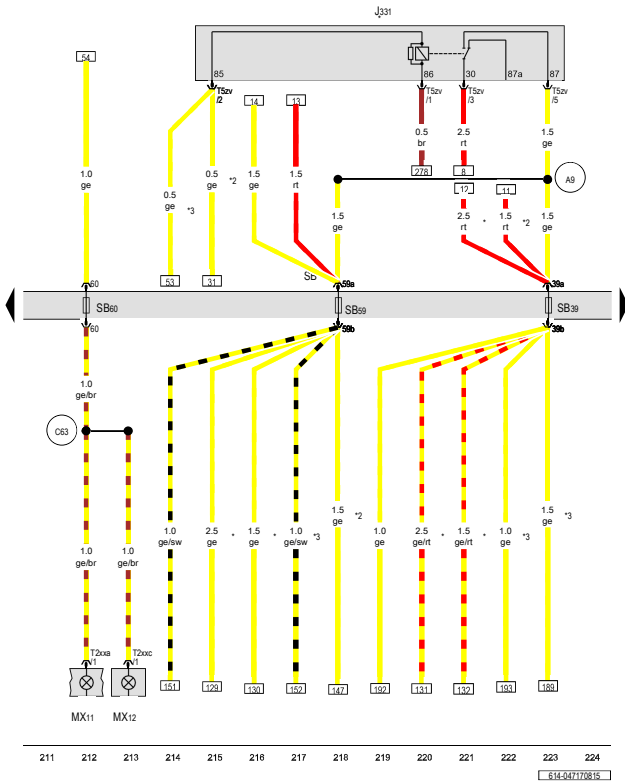 J331
*
54
85
86
30
87a
87
T5zv
/2
T5zv
/1
T5zv
/3
T5zv
/5
14
13
0.5
br
2.5
rt
1.5
ge
1.0
ge
0.5
ge
*3
0.5
ge
*2
1.5
ge
1.5
rt
278
8
12
11
A9
1.5
ge
2.5
rt
*
1.5
rt
*2
1.5
ge
53
31
SB
60
59a
39a
SB60
SB59
SB39
60
59b
39b
1.0
ge/br
C63
1.0
ge/br
1.0
ge/br
1.0
ge/sw
2.5
ge
*
1.5
ge
*
1.0
ge/sw
*3
1.5
ge
*2
1.0
ge
2.5
ge/rt
*
1.5
ge/rt
*
1.0
ge
*3
1.5
ge
*3
T2xxa
/1
T2xxc
/1
151
129
130
152
147
192
131
132
193
189
MX11
MX12
211 212 213 214 215 216 217 218 219 220 221 222 223 224
614-047170815